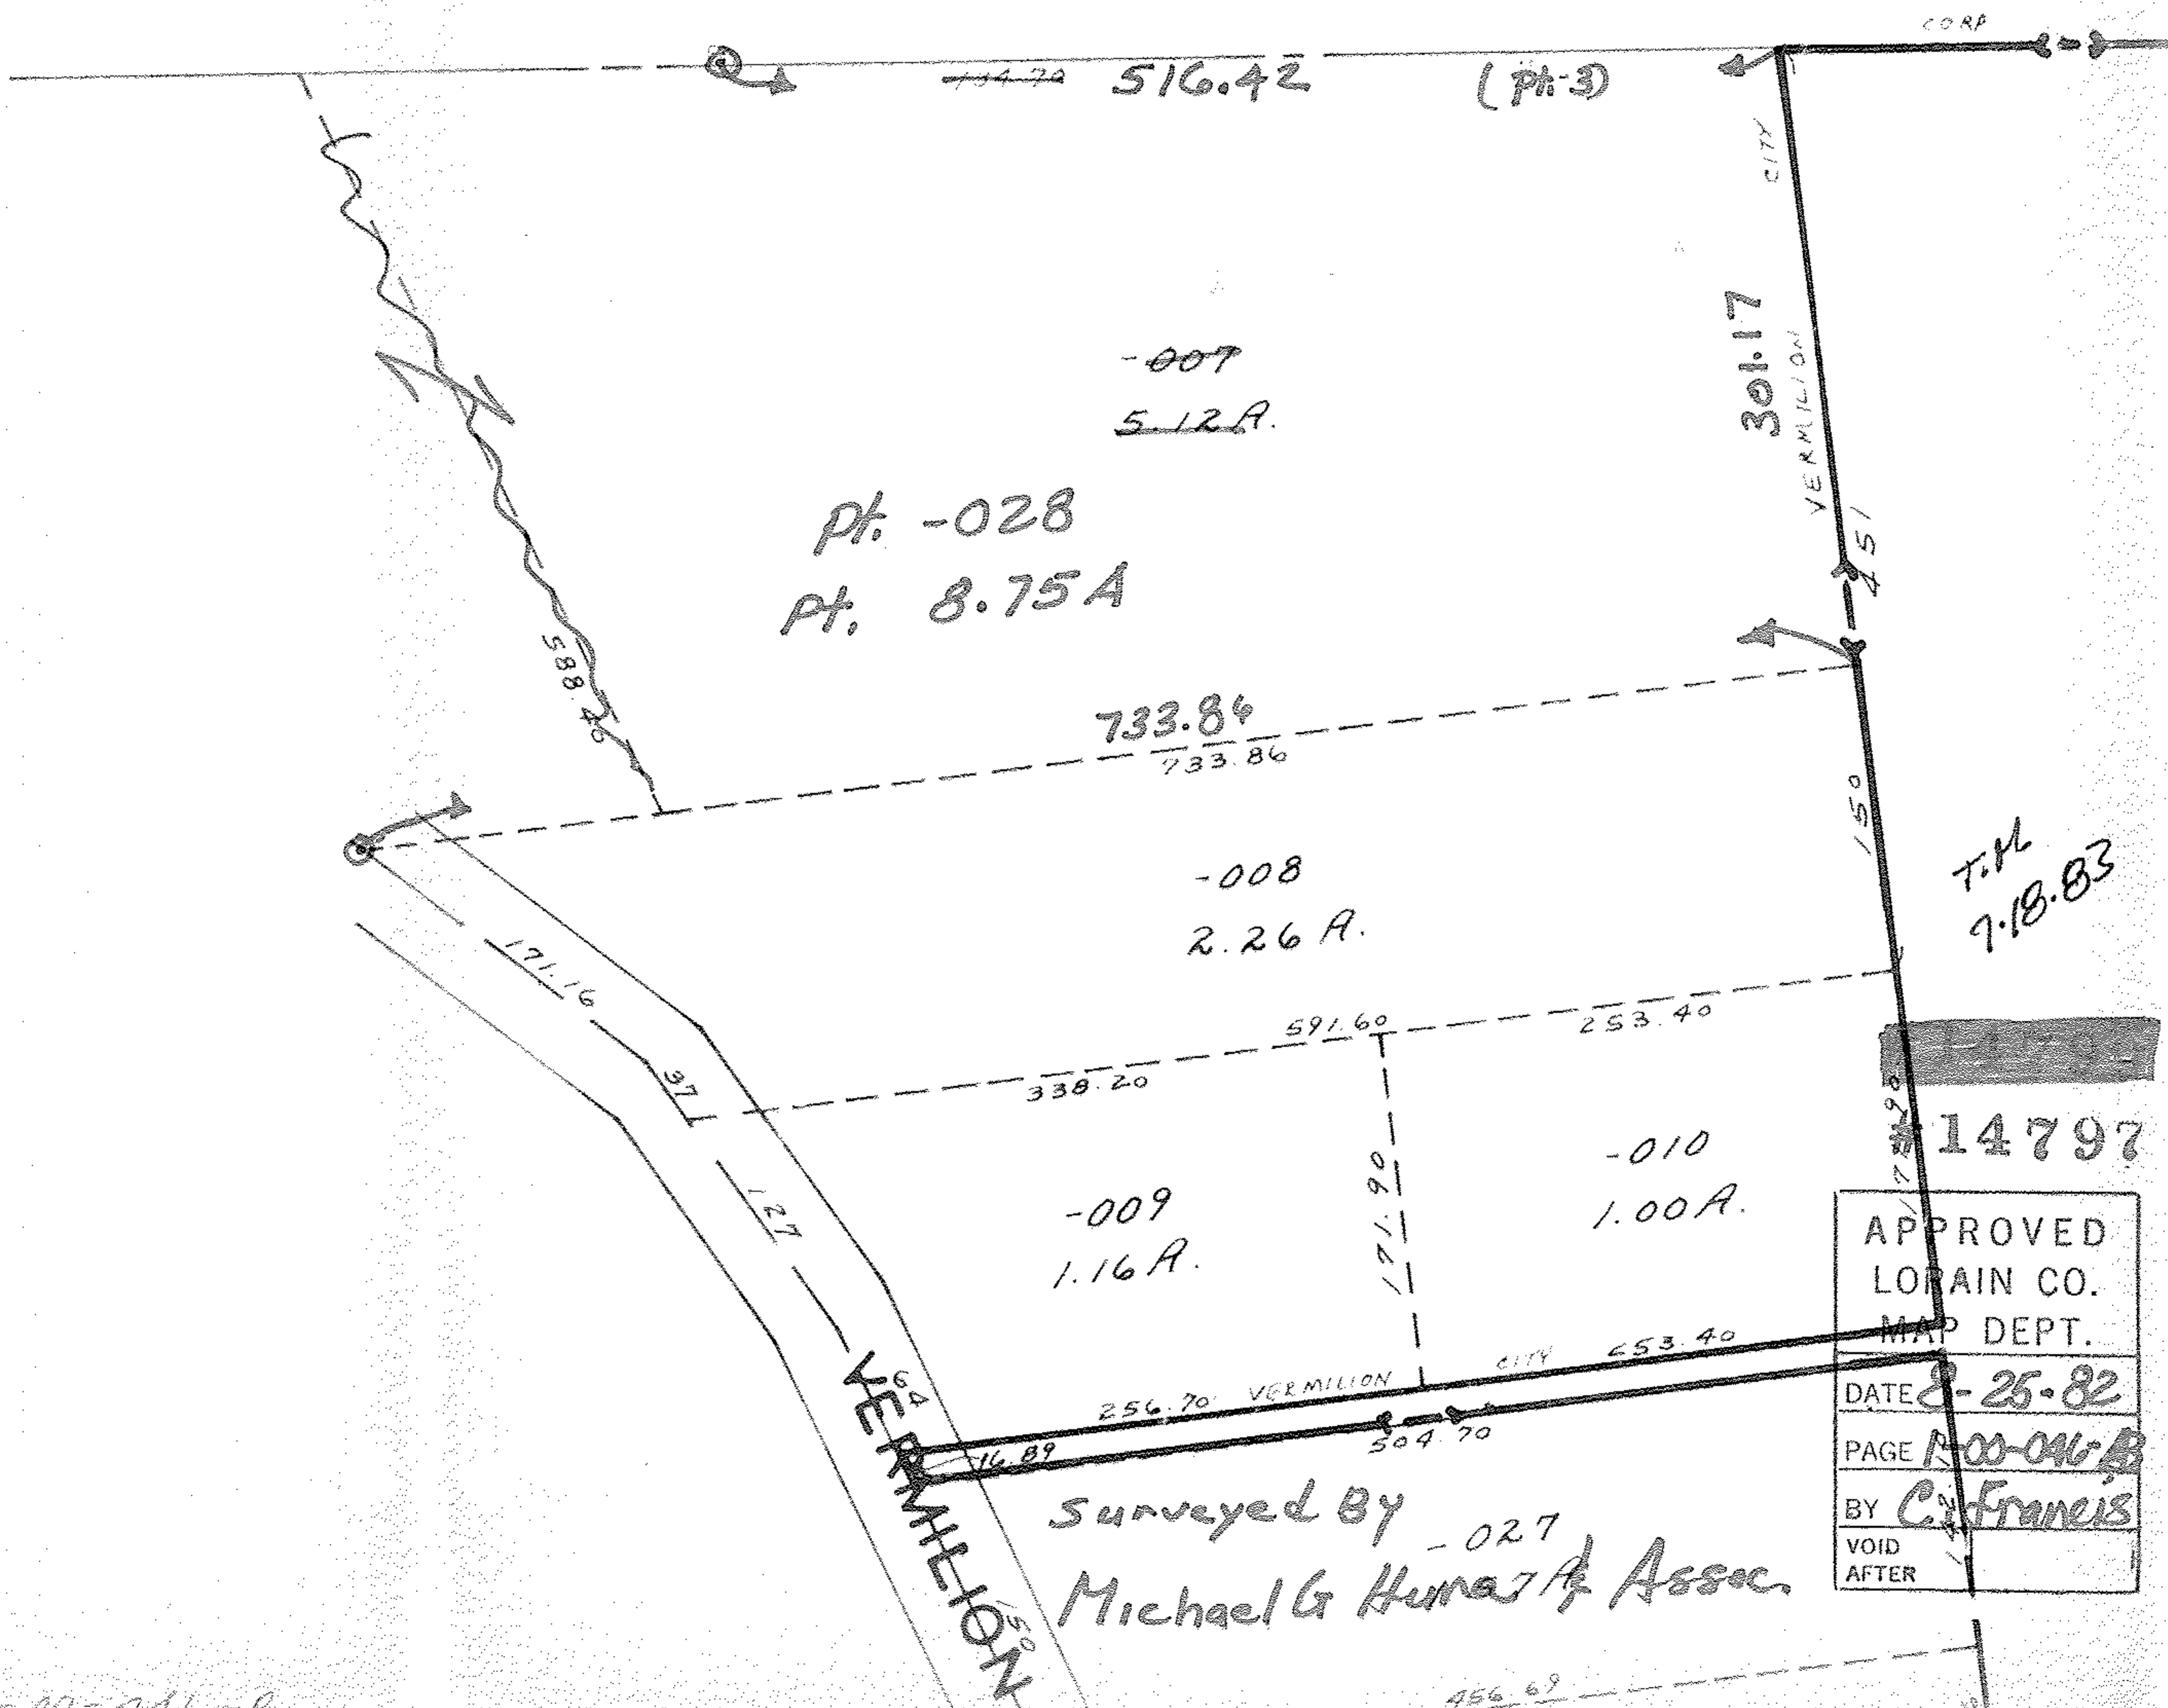 CORP
516.42 (pt. 3)
CITY
301.17
VERMILION
-007
5.12 A.
Pt. -028
Pt. 8.75 A
451
588.26
733.86
733.86
150
T.M
7.18.83
-008
2.26 A.
171.16
591.60
253.40
37
338.20
14797
-010
1.00 A.
-009
1.16 A.
171.90
127
APPROVED
LORAIN CO.
MAP DEPT.
DATE 8-25-82
BY C. Francis
VOID
AFTER
64
256.70 VERMILION CITY 253.40
16.89
504.70
VERMILION
Surveyed By
-027
Michael G & Assoc.
150
456.69